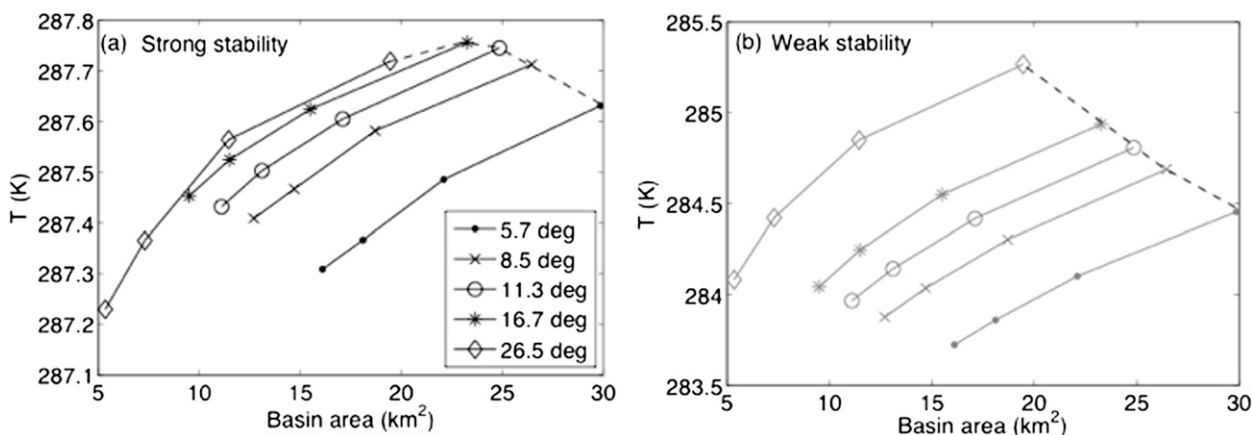 (a) Strong stability
287.8
287.7
287.6
287.5
287.4
287.3
287.2
287.1
T (K)
5 10 15 20 25 30
Basin area (km²)
5.7 deg
8.5 deg
11.3 deg
16.7 deg
26.5 deg
(b) Weak stability
285.5
285
284.5
284
283.5
T (K)
5 10 15 20 25 30
Basin area (km²)